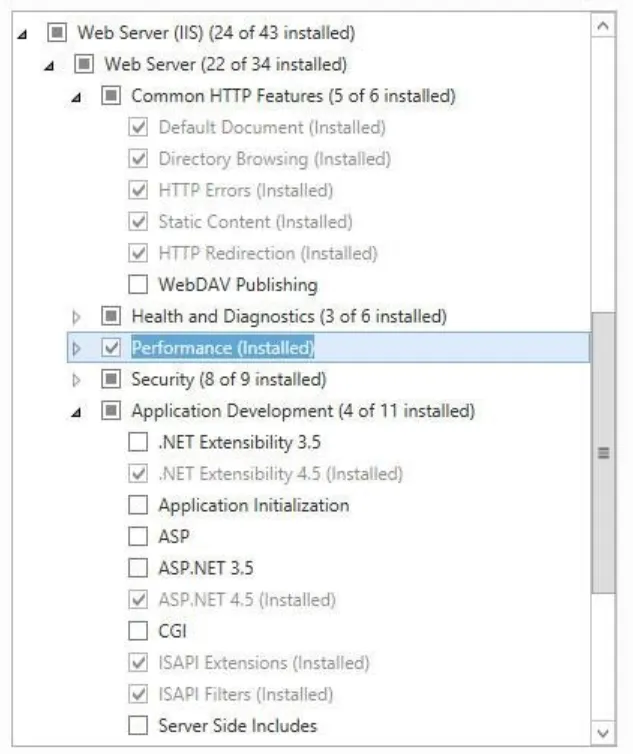 Web Server (IIS) (24 of 43 installed)
Web Server (22 of 34 installed)
Common HTTP Features (5 of 6 installed)
Default Document (Installed)
Directory Browsing (Installed)
HTTP Errors (Installed)
Static Content (Installed)
HTTP Redirection (Installed)
WebDAV Publishing
Health and Diagnostics (3 of 6 installed)
Performance (Installed)
Security (8 of 9 installed)
Application Development (4 of 11 installed)
.NET Extensibility 3.5
.NET Extensibility 4.5 (Installed)
Application Initialization
ASP
ASP.NET 3.5
ASP.NET 4.5 (Installed)
CGI
ISAPI Extensions (Installed)
ISAPI Filters (Installed)
Server Side Includes